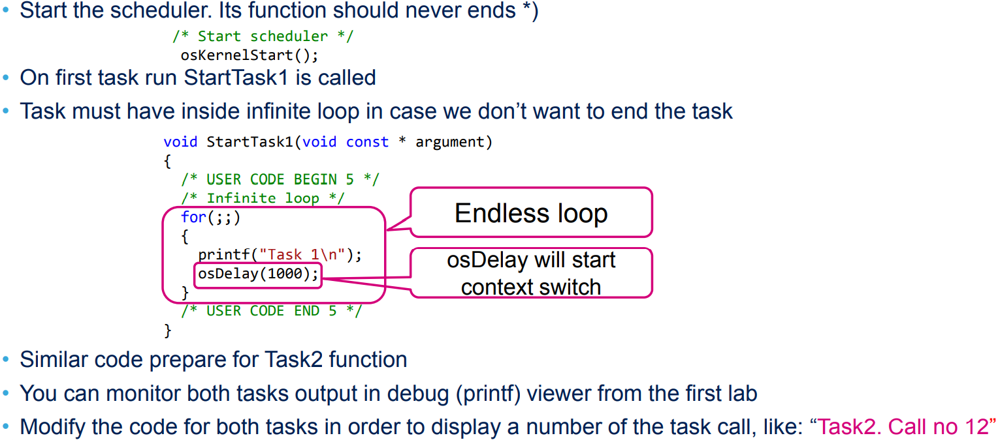 • Start the scheduler. Its function should never ends *)
/* Start scheduler */
osKernelStart();
• On first task run StartTask1 is called
• Task must have inside infinite loop in case we don’t want to end the task
void StartTask1(void const * argument)
{
/* USER CODE BEGIN 5 */
/* Infinite loop */
for(;;)
{
printf("Task 1\n");
osDelay(1000);
}
/* USER CODE END 5 */
}
Endless loop
osDelay will start
context switch
• Similar code prepare for Task2 function
• You can monitor both tasks output in debug (printf) viewer from the first lab
• Modify the code for both tasks in order to display a number of the task call, like: “Task2. Call no 12”